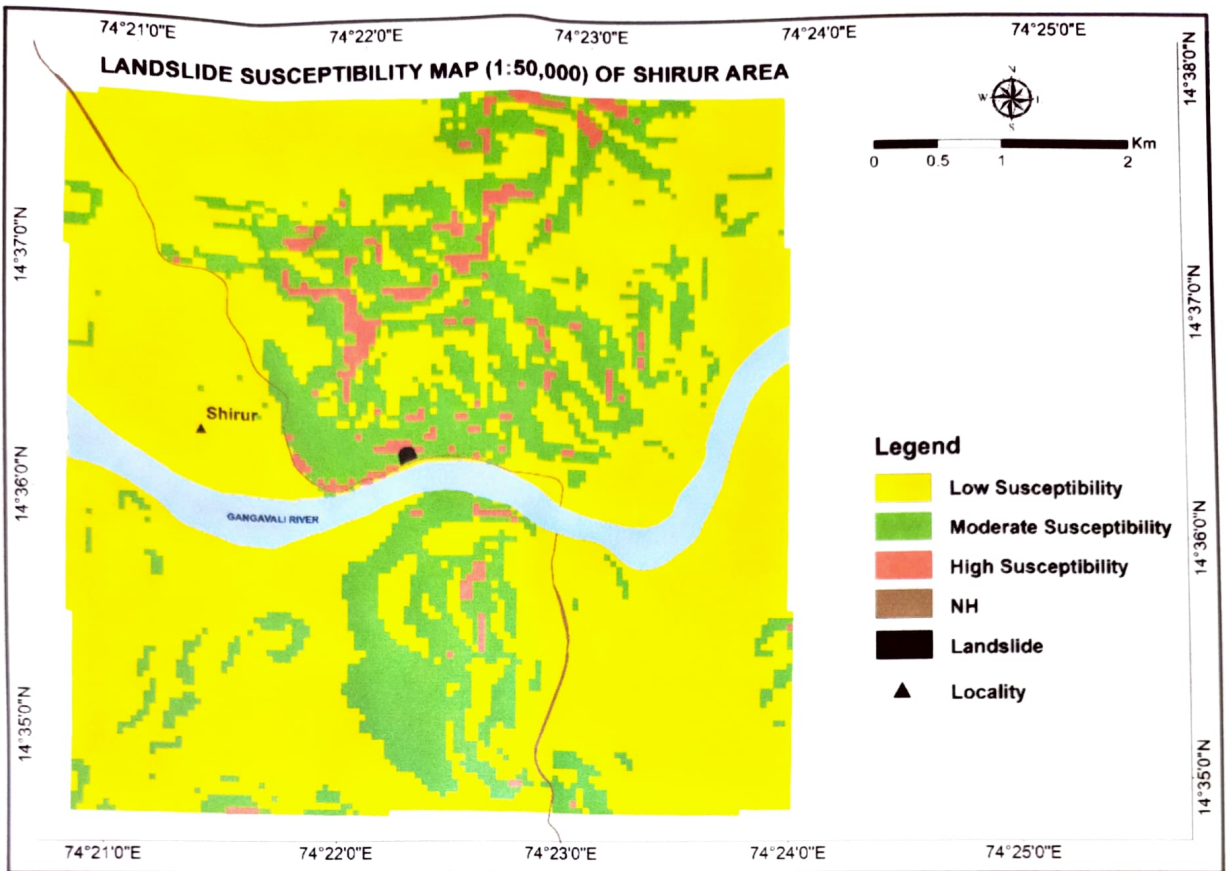 74°21'0"E 74°22'0"E 74°23'0"E 74°24'0"E 74°25'0"E
LANDSLIDE SUSCEPTIBILITY MAP (1:50,000) OF SHIRUR AREA
14°38'0"N
W
S
Km
0 0.5 1 2
14°37'0"N
14°37'0"N
Shirur
14°36'0"N
GANGAVALI RIVER
14°36'0"N
Legend
Low Susceptibility
Moderate Susceptibility
High Susceptibility
NH
Landslide
Locality
14°35'0"N
14°35'0"N
74°21'0"E 74°22'0"E 74°23'0"E 74°24'0"E 74°25'0"E